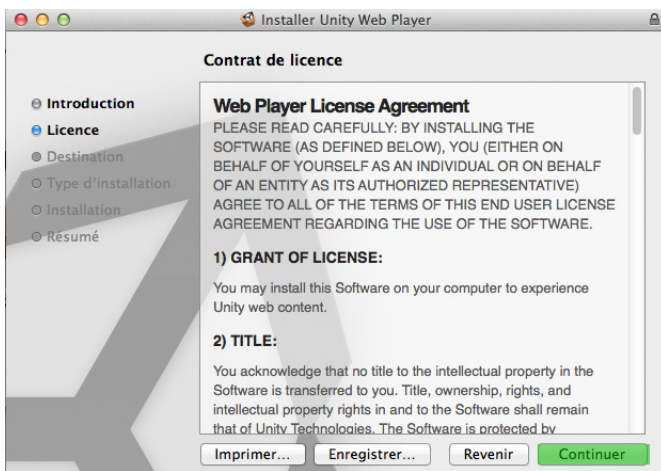 Installer Unity Web Player
Contrat de licence
Introduction
Licence
Destination
Type d'installation
Installation
Résumé
Web Player License Agreement
PLEASE READ CAREFULLY: BY INSTALLING THE
SOFTWARE (AS DEFINED BELOW), YOU (EITHER ON
BEHALF OF YOURSELF AS AN INDIVIDUAL OR ON BEHALF
OF AN ENTITY AS ITS AUTHORIZED REPRESENTATIVE)
AGREE TO ALL OF THE TERMS OF THIS END USER LICENSE
AGREEMENT REGARDING THE USE OF THE SOFTWARE.
1) GRANT OF LICENSE:
You may install this Software on your computer to experience
Unity web content.
2) TITLE:
You acknowledge that no title to the intellectual property in the
Software is transferred to you. Title, ownership, rights, and
intellectual property rights in and to the Software shall remain
that of Unity Technologies. The Software is protected by
Imprimer... Enregistrer... Revenir Continuer